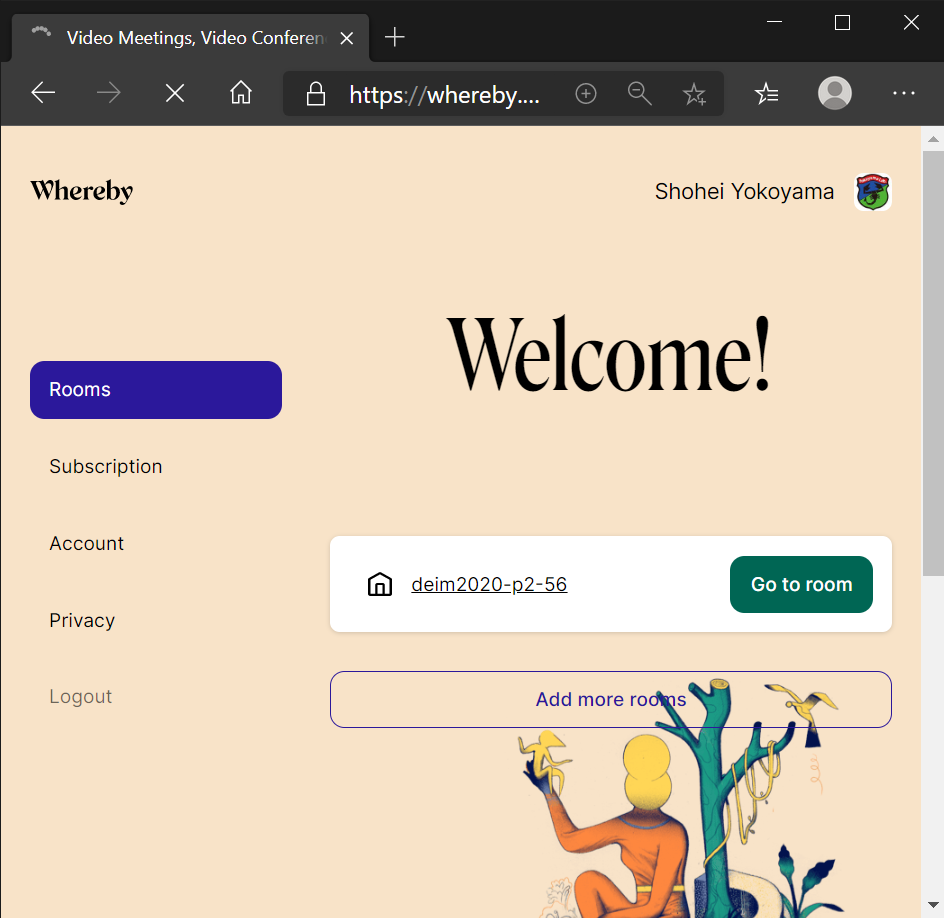 Video Meetings, Video Conferen
https://whereby....
Whereby
Shohei Yokoyama
Welcome!
Rooms
Subscription
Account
Privacy
Logout
deim2020-p2-56
Go to room
Add more rooms